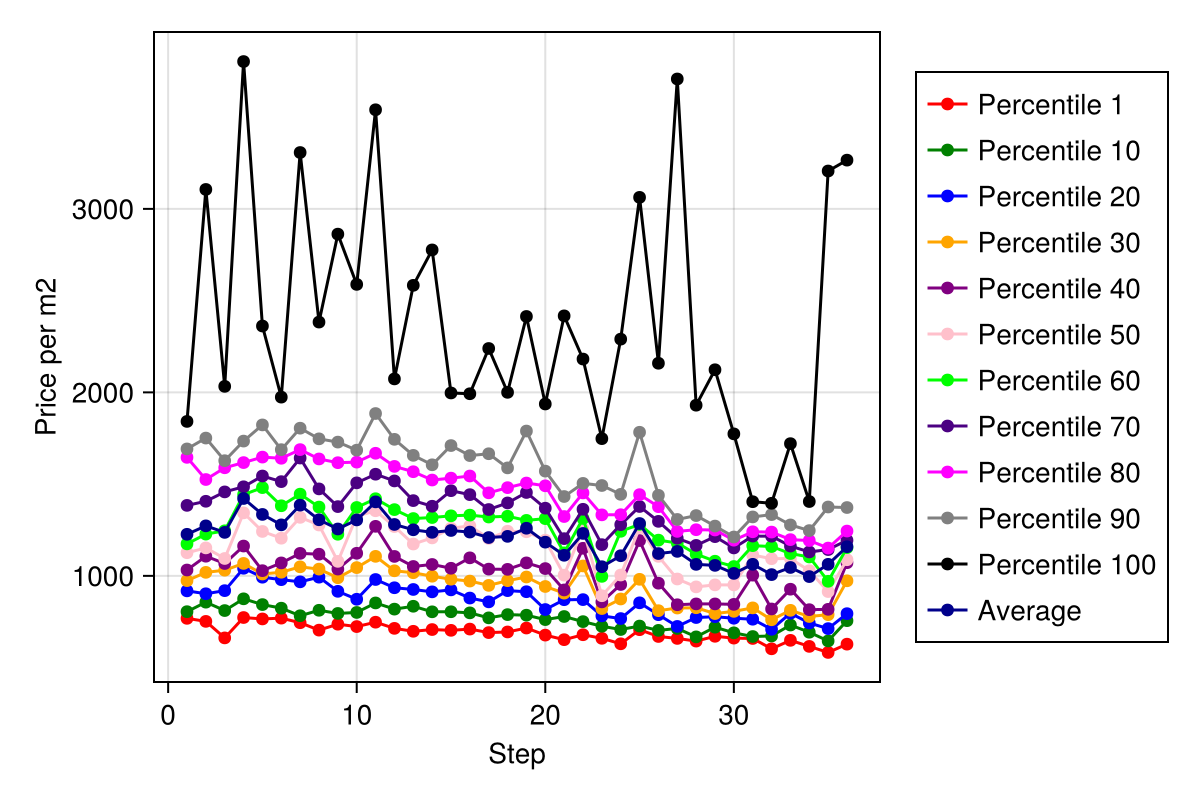 Price per m2
3000
2000
1000
0
10
20
30
Step
Percentile 1
Percentile 10
Percentile 20
Percentile 30
Percentile 40
Percentile 50
Percentile 60
Percentile 70
Percentile 80
Percentile 90
Percentile 100
Average